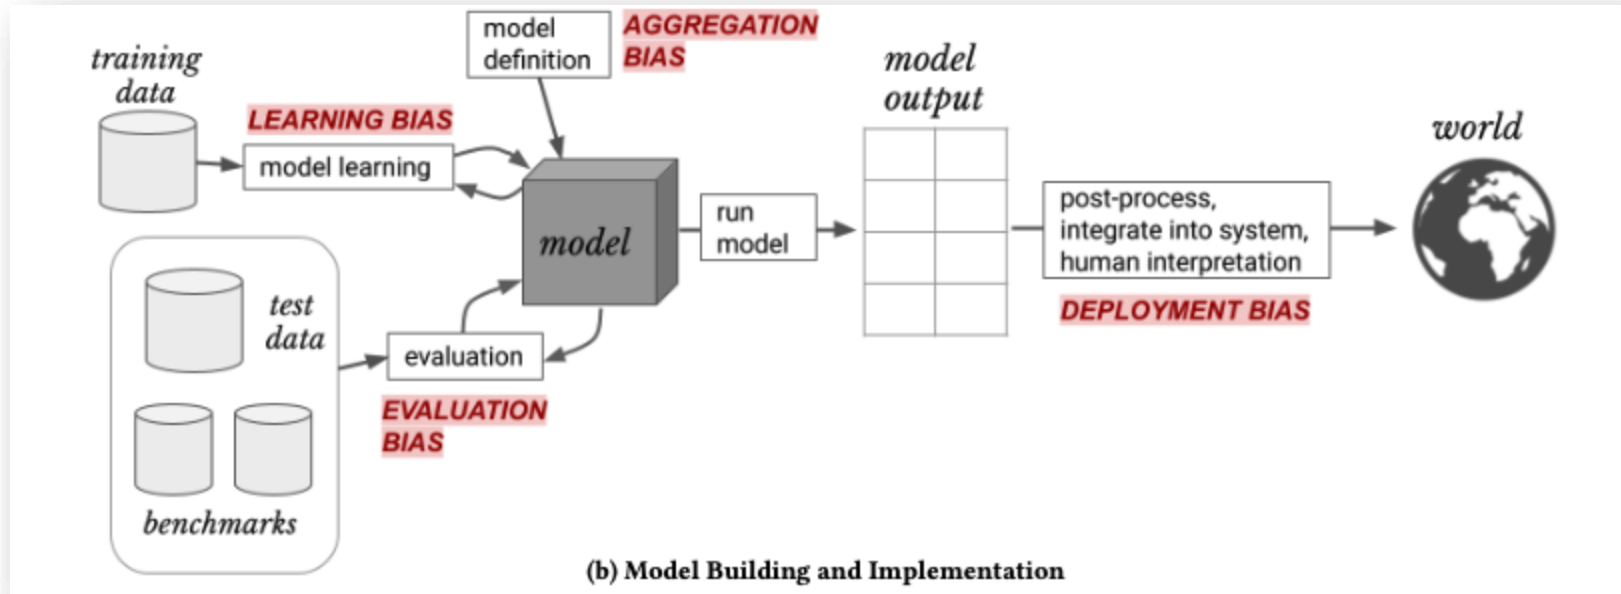 training
data
LEARNING BIAS
model learning
model
definition
AGGREGATION
BIAS
model
test
data
benchmarks
evaluation
EVALUATION
BIAS
run
model
model
output
post-process,
integrate into system,
human interpretation
DEPLOYMENT BIAS
world
(b) Model Building and Implementation